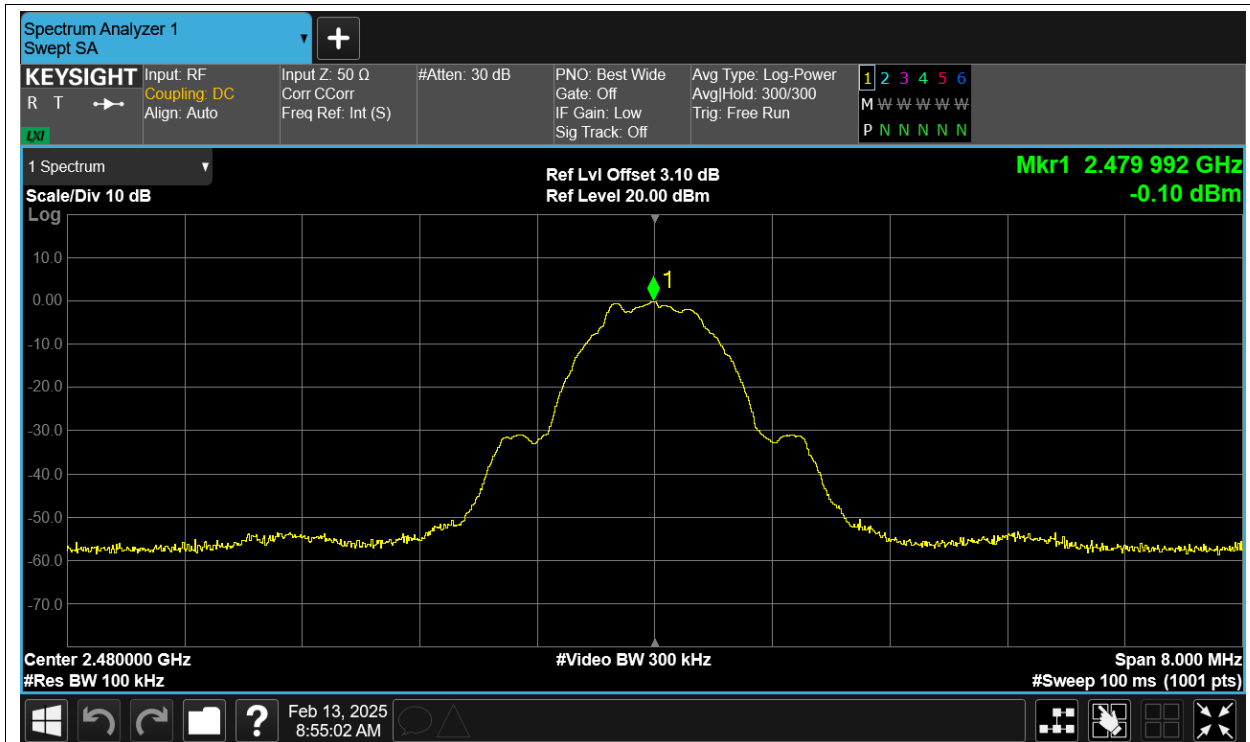 Spectrum Analyzer 1
Swept SA
+
KEYSIGHT
R T
LXI
Input: RF
Coupling: DC
Align: Auto
Input Z: 50 Ω
Corr CCorr
Freq Ref: Int (S)
#Atten: 30 dB
PNO: Best Wide
Gate: Off
IF Gain: Low
Sig Track: Off
Avg Type: Log-Power
Avg|Hold: 300/300
Trig: Free Run
1 2 3 4 5 6
M W W W W W
P N N N N N
1 Spectrum
Scale/Div 10 dB
Log
Ref Lvl Offset 3.10 dB
Ref Level 20.00 dBm
Mkr1 2.479 992 GHz
-0.10 dBm
1
10.0
0.00
-10.0
-20.0
-30.0
-40.0
-50.0
-60.0
-70.0
Center 2.480000 GHz
#Res BW 100 kHz
#Video BW 300 kHz
Span 8.000 MHz
#Sweep 100 ms (1001 pts)
?
Feb 13, 2025
8:55:02 AM